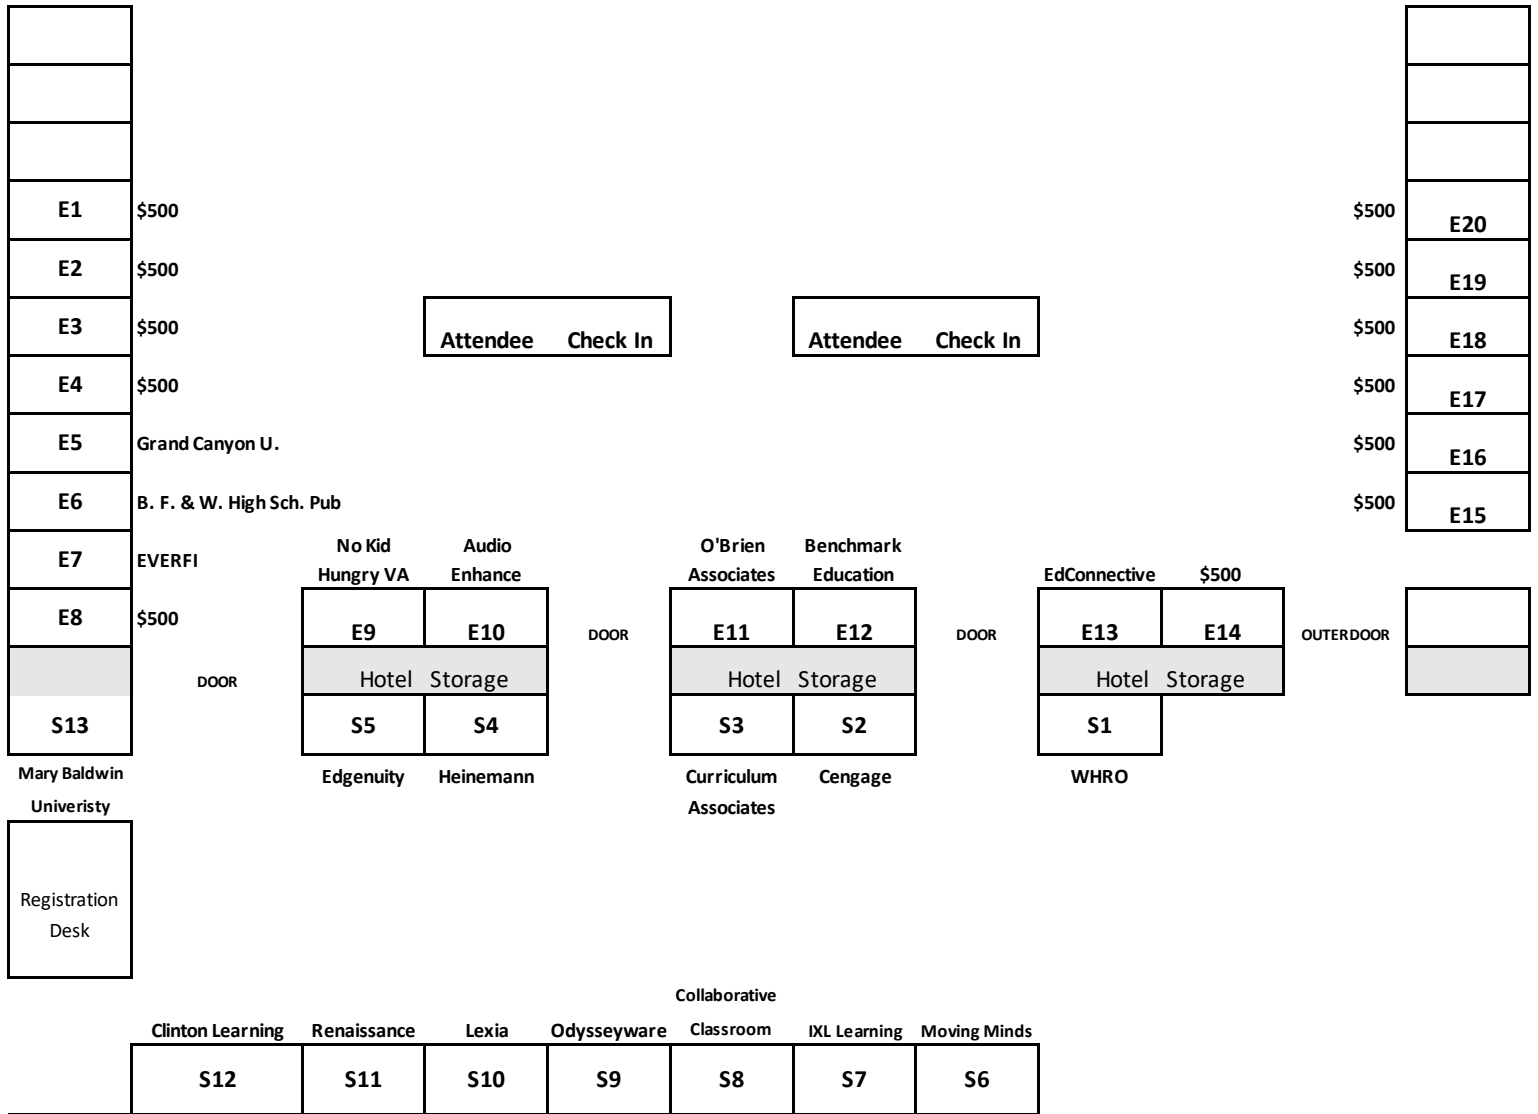 E1 $500 $500 E20
E2 $500 $500 E19
E3 $500 Attendee Check In Attendee Check In $500 E18
E4 $500 $500 E17
E5 Grand Canyon U. $500 E16
E6 B. F. & W. High Sch. Pub $500 E15
No Kid Audio O'Brien Benchmark
E7 EVERFI Hungry VA Enhance Associates Education EdConnective $500
E8 $500 E9 E10 DOOR E11 E12 DOOR E13 E14 OUTER DOOR
DOOR Hotel Storage Hotel Storage Hotel Storage
S13 S5 S4 S3 S2 S1
Mary Baldwin Edgenuity Heinemann Curriculum Cengage WHRO
Univeristy Associates
Registration
Desk
Collaborative
Clinton Learning Renaissance Lexia Odysseyware Classroom IXL Learning Moving Minds
S12 S11 S10 S9 S8 S7 S6